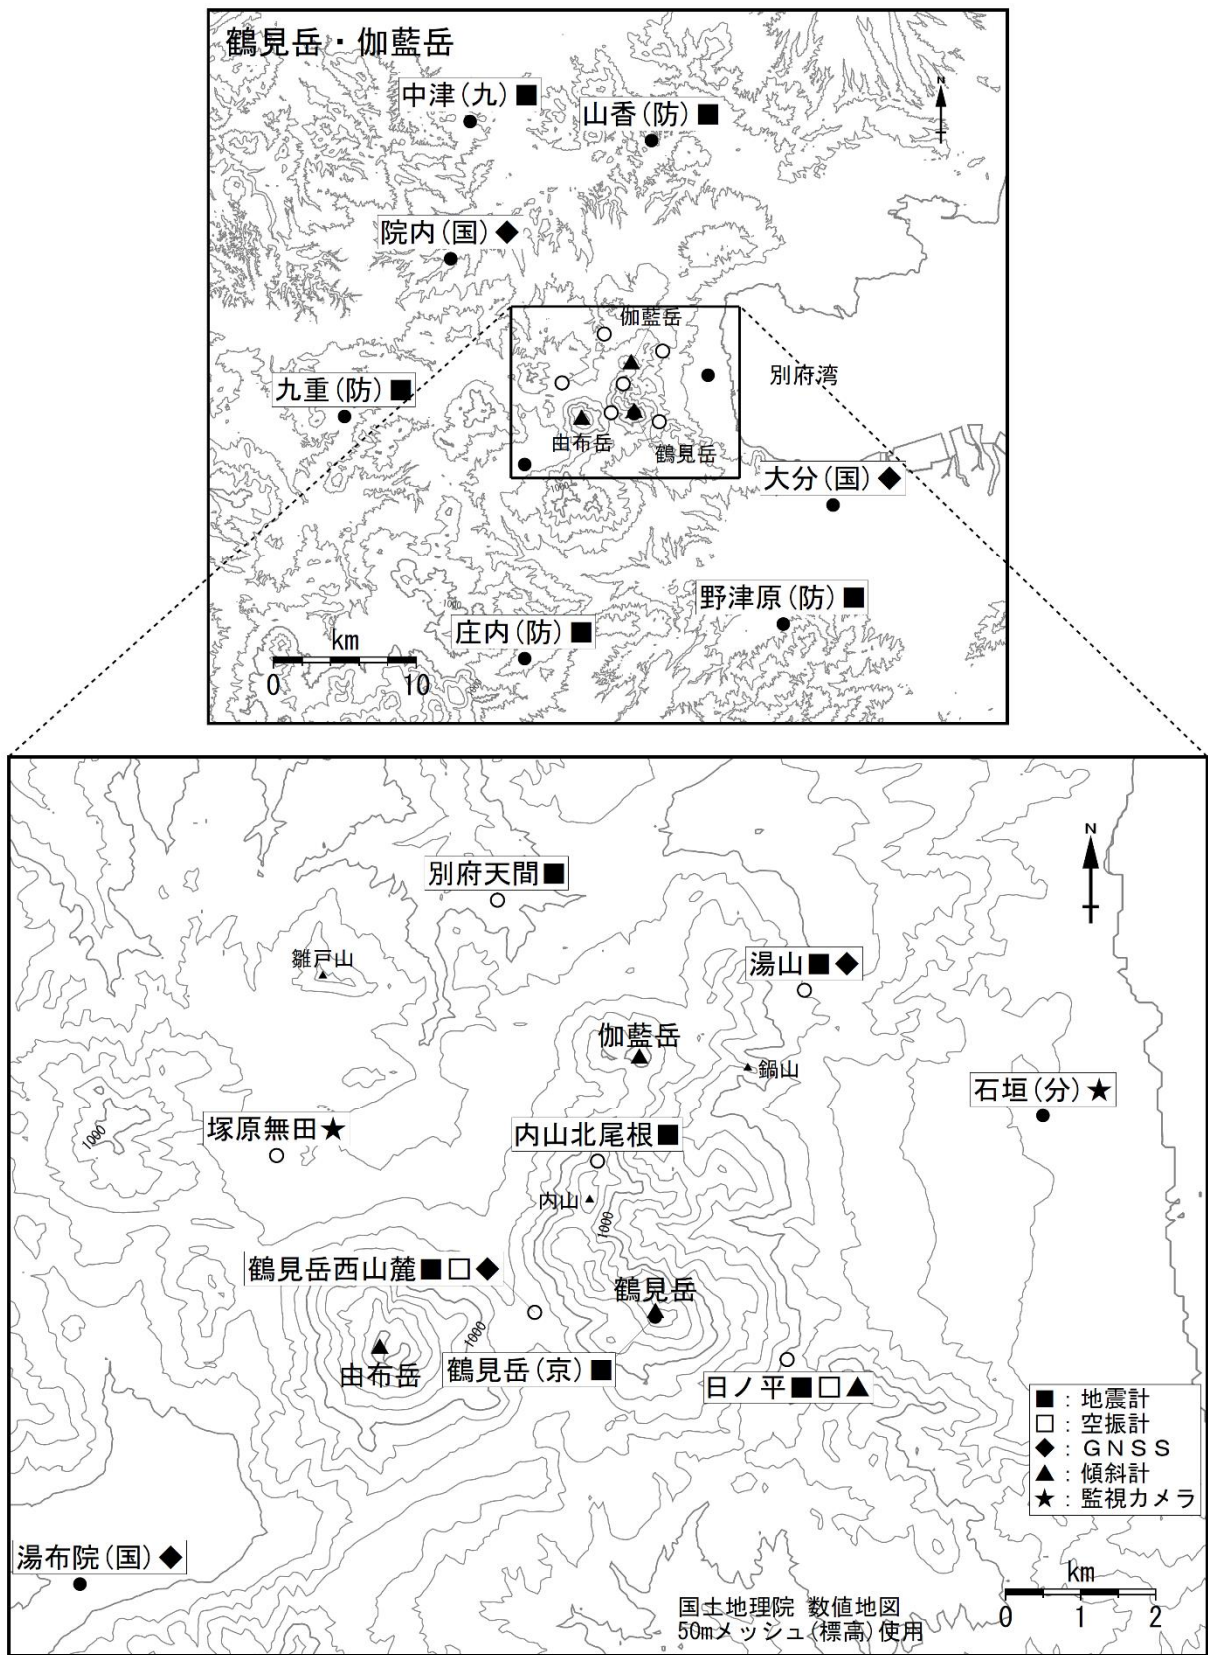 鶴見岳・伽藍岳
中津(九)■
山香(防)■
N
院内(国)◆
伽藍岳
九重(防)■
別府湾
由布岳
鶴見岳
大分(国)◆
1000
1000
野津原(防)■
庄内(防)■
km
0 10
別府天間■
N
雛戸山
湯山■◆
伽藍岳
鍋山
石垣(分)★
1000
塚原無田★
内山北尾根■
内山
1000
鶴見岳西山麓■□◆
鶴見岳
1000
由布岳
鶴見岳(京)■
日ノ平■□▲
■:地震計
□:空振計
◆:GNSS
▲:傾斜計
★:監視カメラ
湯布院(国)◆
km
0 1 2
国土地理院 数値地図
50mメッシュ(標高)使用